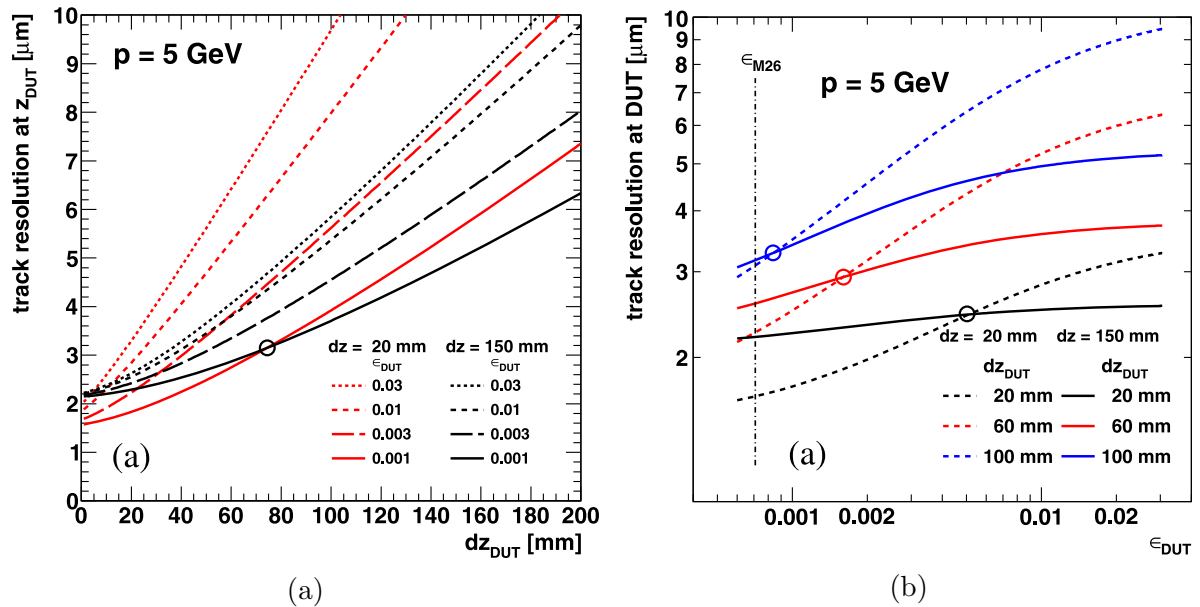 p = 5 GeV
track resolution at z_DUT [μm]
10
9
8
7
6
5
4
3
2
1
0
dz = 20 mm dz = 150 mm
∈_DUT ∈_DUT
0.03 0.03
0.01 0.01
0.003 0.003
0.001 0.001
(a)
0 20 40 60 80 100 120 140 160 180 200
dz_DUT [mm]
(a)
track resolution at DUT [μm]
10
9
8
7
6
5
4
3
2
∈_M26
p = 5 GeV
dz = 20 mm dz = 150 mm
dz_DUT dz_DUT
20 mm 20 mm
60 mm 60 mm
100 mm 100 mm
(a)
0.001 0.002 0.01 0.02
∈_DUT
(b)